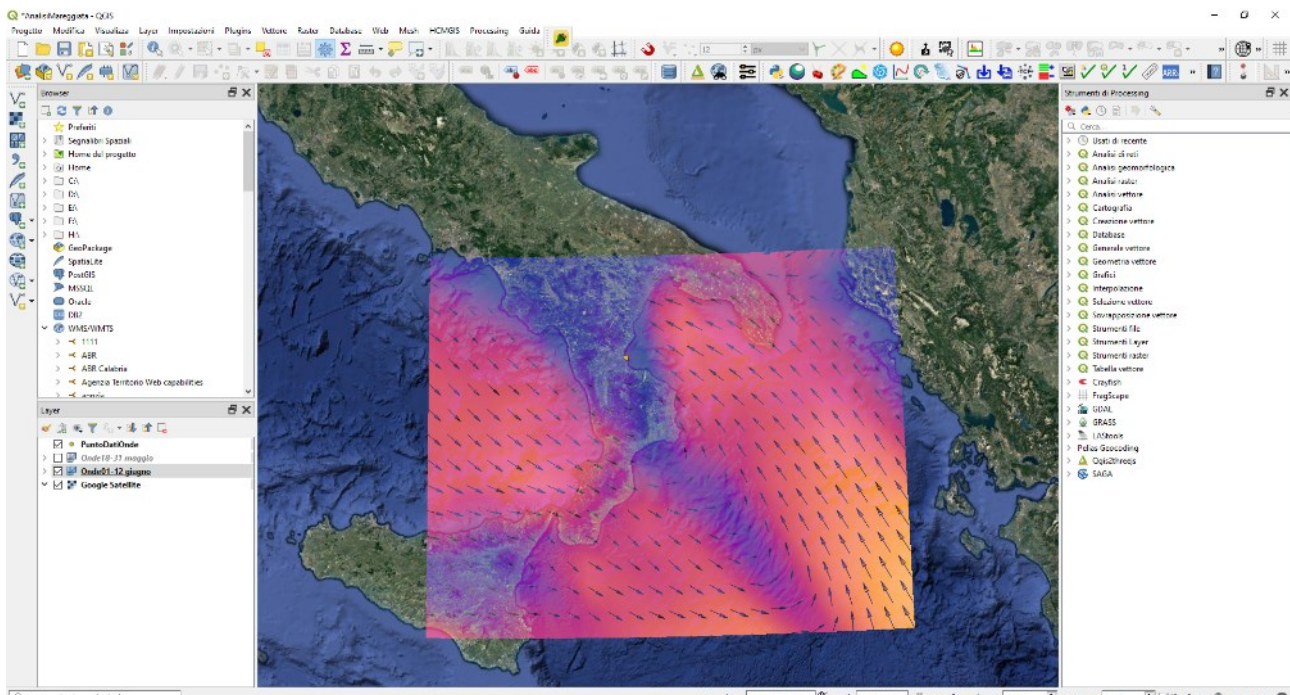 *AnalisiMareggiata - QGIS
Progetto Modifica Visualizza Layer Impostazioni Plugins Vettore Raster Database Web Mesh HCMGIS Processing Guida
12 px
Browser
Preferiti
Segnalibri Spaziali
Home del progetto
Home
C:\
D:\
E:\
F:\
H:\
GeoPackage
SpatiaLite
PostGIS
MSSQL
Oracle
DB2
WMS/WMTS
1111
ABR
ABR Calabria
Agenzia Territorio Web capabilities
Layer
PuntoDatiOnde
Onde18-31 maggio
Onde01-12 giugno
Google Satellite
Strumenti di Processing
Cerca...
Usati di recente
Analisi di reti
Analisi geomorfologica
Analisi raster
Analisi vettore
Cartografia
Creazione vettore
Database
Generale vettore
Geometria vettore
Grafici
Interpolazione
Selezione vettore
Sovrapposizione vettore
Strumenti file
Strumenti Layer
Strumenti raster
Tabella vettore
Crayfish
FragScape
GDAL
GRASS
LAStools
Pelias Geocoding
Qgis2threejs
SAGA